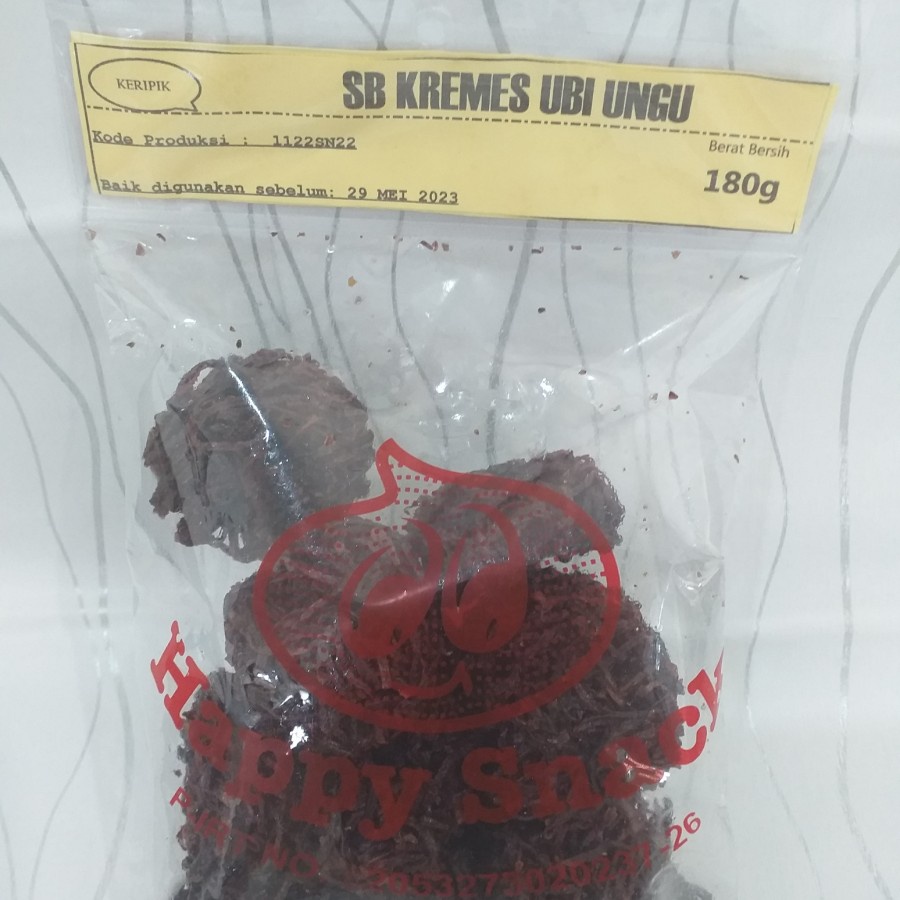 KERIPIK
SB KREMES UBI UNGU
Kode Produksi : 1122SN22
Berat Bersih
180g
Baik digunakan sebelum: 29 MEI 2023
Happy Snack